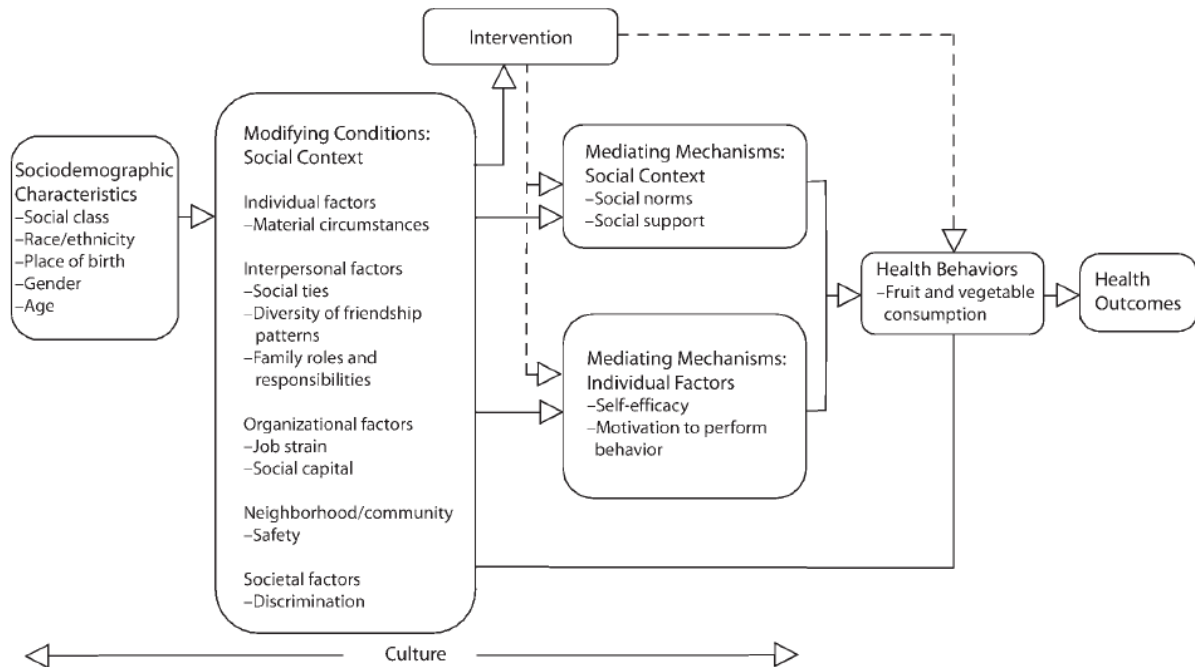 Intervention
Sociodemographic
Characteristics
–Social class
–Race/ethnicity
–Place of birth
–Gender
–Age
Modifying Conditions:
Social Context
Individual factors
–Material circumstances
Interpersonal factors
–Social ties
–Diversity of friendship
patterns
–Family roles and
responsibilities
Organizational factors
–Job strain
–Social capital
Neighborhood/community
–Safety
Societal factors
–Discrimination
Mediating Mechanisms:
Social Context
–Social norms
–Social support
Mediating Mechanisms:
Individual Factors
–Self-efficacy
–Motivation to perform
behavior
Health Behaviors
–Fruit and vegetable
consumption
Health
Outcomes
Culture